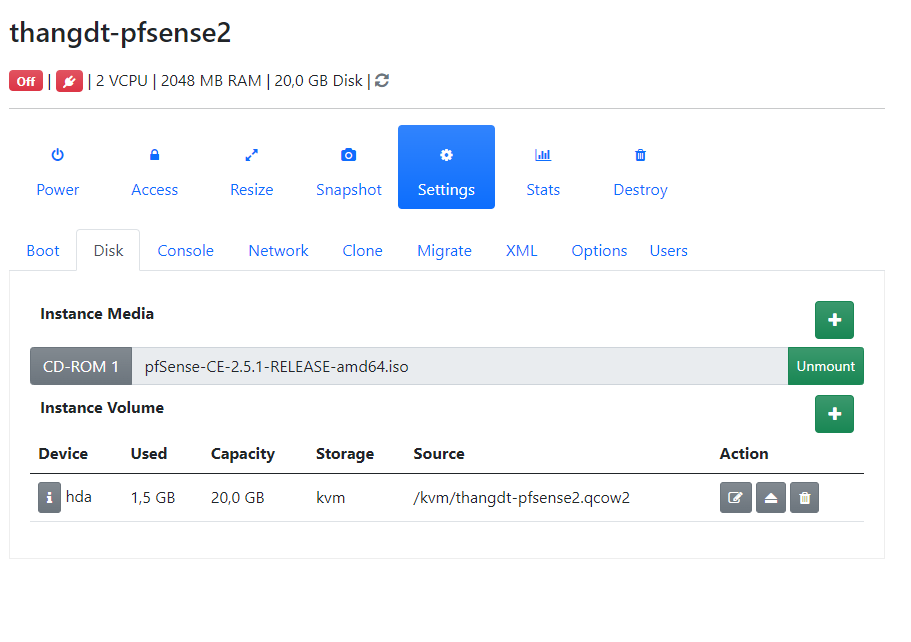 thangdt-pfsense2
Off | | 2 VCPU | 2048 MB RAM | 20,0 GB Disk |
Power Access Resize Snapshot Settings Stats Destroy
Boot Disk Console Network Clone Migrate XML Options Users
Instance Media
CD-ROM 1 pfSense-CE-2.5.1-RELEASE-amd64.iso Unmount
Instance Volume
Device Used Capacity Storage Source Action
hda 1,5 GB 20,0 GB kvm /kvm/thangdt-pfsense2.qcow2